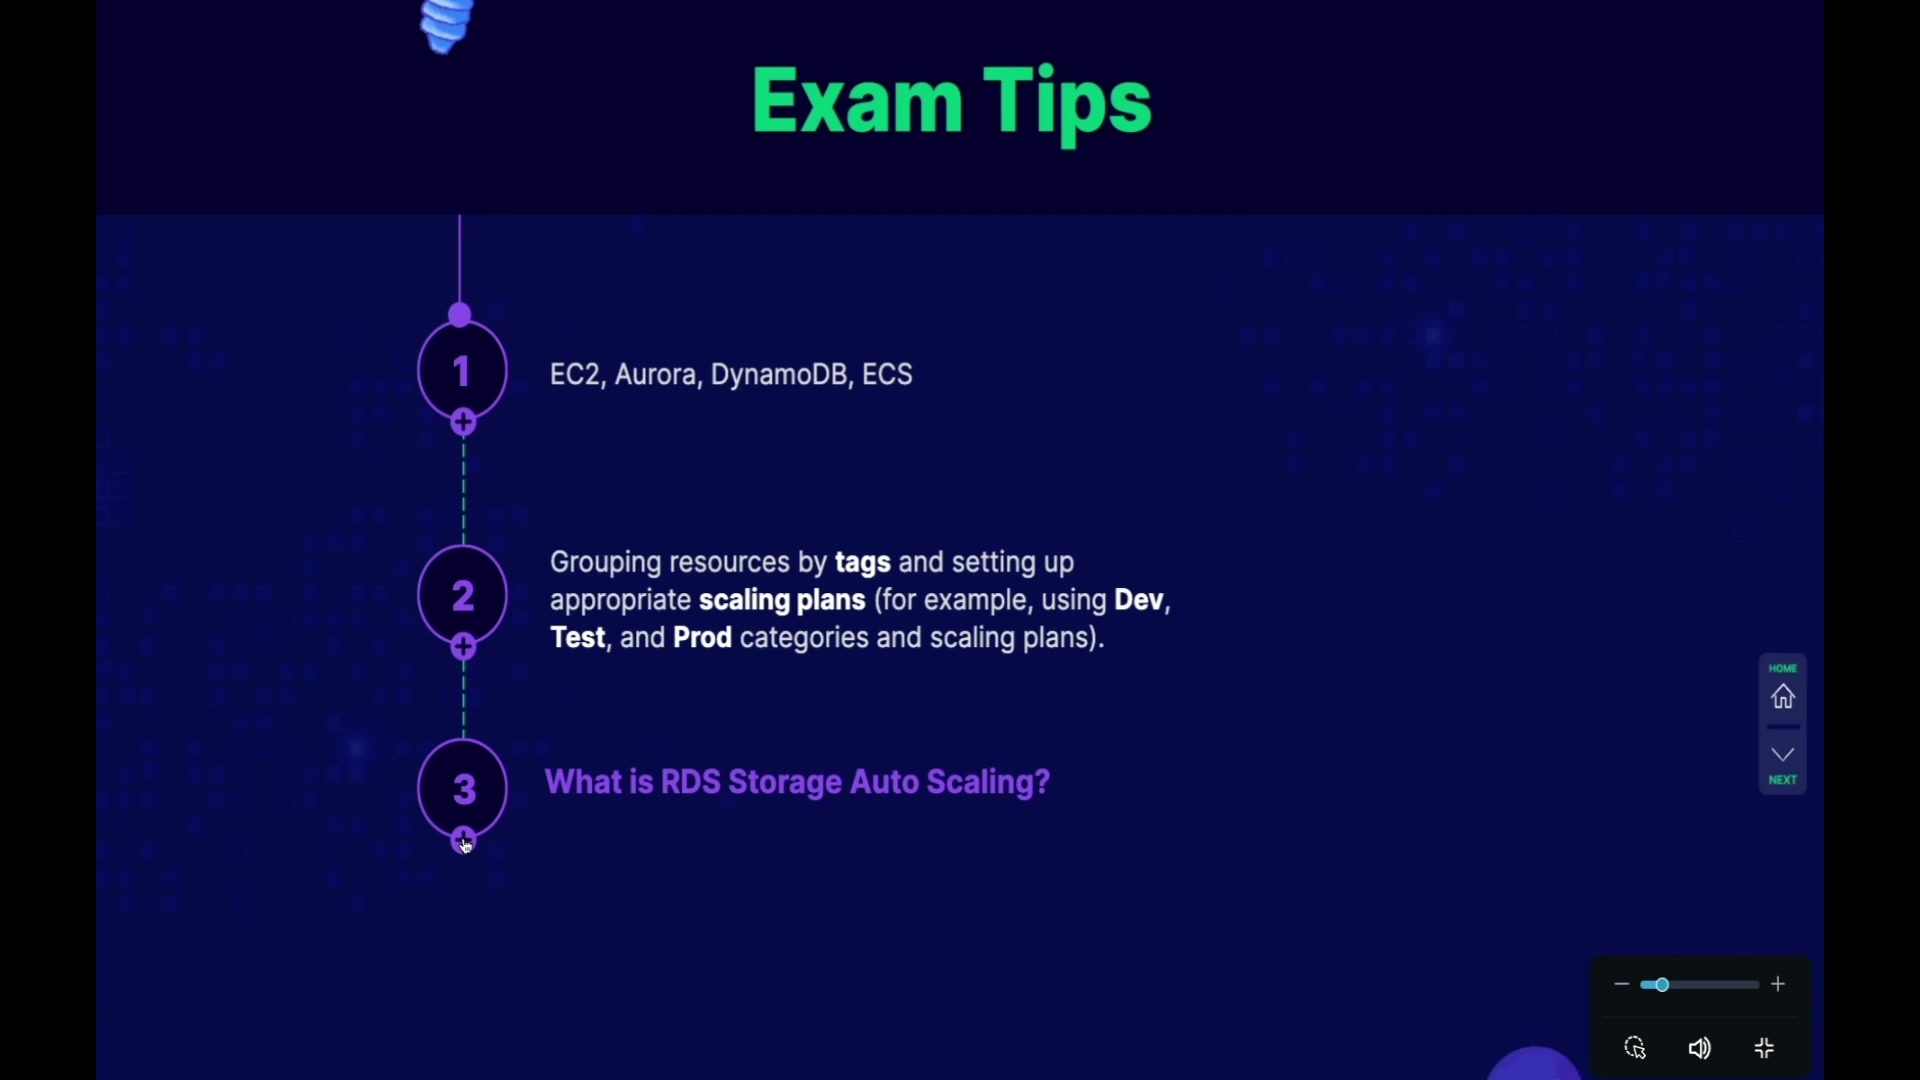 Exam Tips
1
EC2, Aurora, DynamoDB, ECS
2
Grouping resources by tags and setting up
appropriate scaling plans (for example, using Dev,
Test, and Prod categories and scaling plans).
3
What is RDS Storage Auto Scaling?
HOME
NEXT